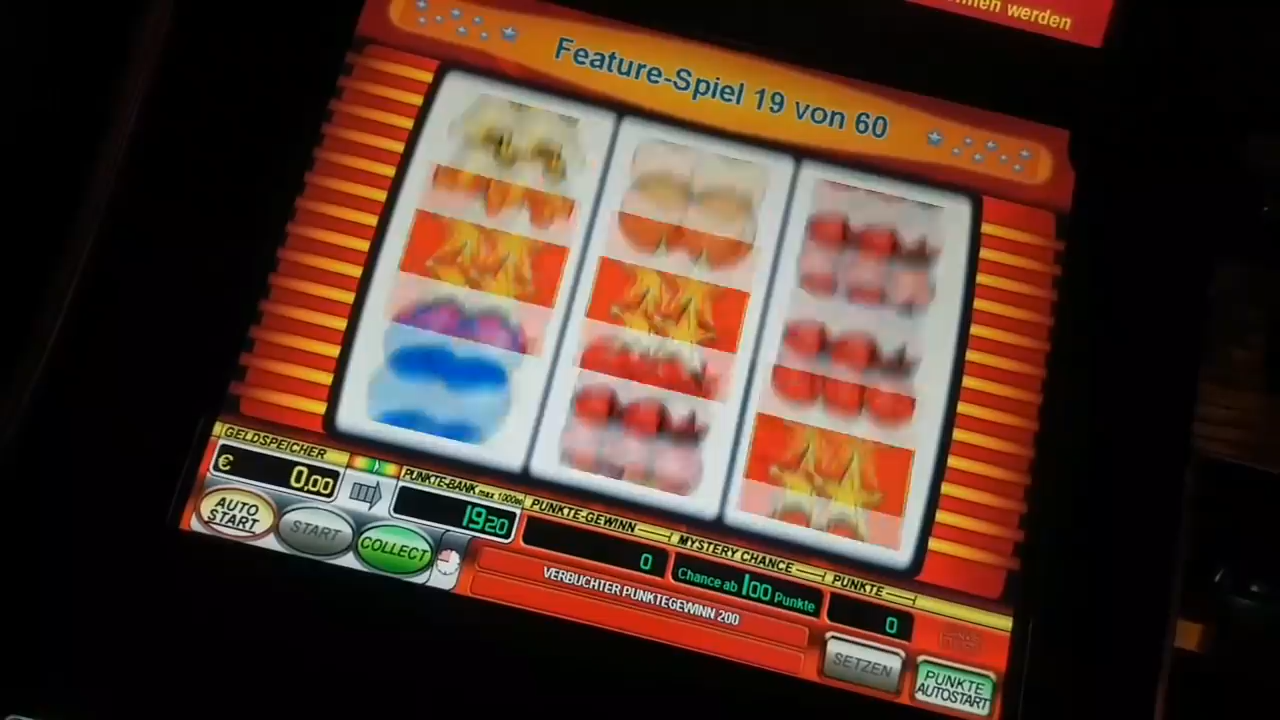 nnen werden
Feature-Spiel 19 von 60
GELDSPEICHER
€ 0,00
PUNKTE-BANK max. 10000
1920
PUNKTE-GEWINN
0
MYSTERY CHANCE
Chance ab 100 Punkte
PUNKTE
0
AUTO
START
START
COLLECT
VERBUCHTER PUNKTEGEWINN 200
SETZEN
PUNKTE
AUTOSTART